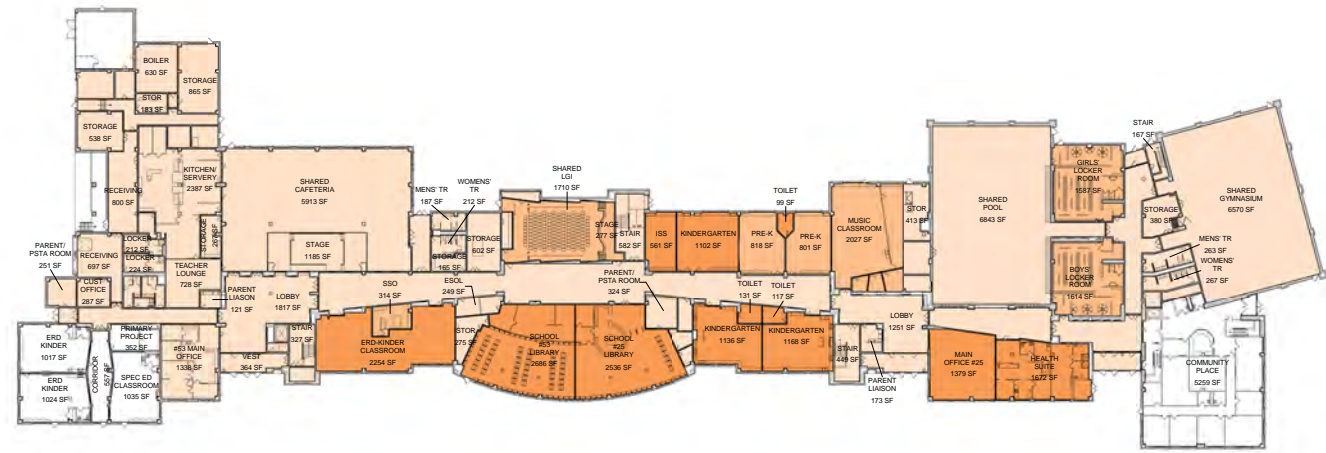 BOILER
630 SF
STORAGE
865 SF
STOR
183 SF
STORAGE
538 SF
KITCHEN/
SERVERY
2387 SF
RECEIVING
800 SF
STORAGE
267 SF
PARENT/
PSTA ROOM
251 SF
RECEIVING
697 SF
LOCKER
212 SF
LOCKER
224 SF
CUST
OFFICE
287 SF
TEACHER
LOUNGE
728 SF
PARENT
LIASON
121 SF
LOBBY
1817 SF
SHARED
CAFETERIA
5913 SF
STAGE
1185 SF
MENS' TR
187 SF
WOMENS'
TR
212 SF
STORAGE
165 SF
STORAGE
602 SF
SHARED
LGI
1710 SF
STAGE
277 SF
STAIR
582 SF
ISS
561 SF
KINDERGARTEN
1102 SF
PRE-K
818 SF
TOILET
99 SF
PRE-K
801 SF
MUSIC
CLASSROOM
2027 SF
STOR
413 SF
SHARED
POOL
6843 SF
GIRLS'
LOCKER
ROOM
1587 SF
BOYS'
LOCKER
ROOM
1614 SF
STAIR
167 SF
STORAGE
380 SF
SHARED
GYMNASIUM
6570 SF
MENS' TR
263 SF
WOMENS'
TR
267 SF
ERD
KINDER
1017 SF
ERD
KINDER
1024 SF
CORRIDOR
557 SF
PRIMARY
PROJECT
352 SF
SPEC ED
CLASSROOM
1035 SF
#53 MAIN
OFFICE
1338 SF
VEST
364 SF
STAIR
327 SF
SSO
314 SF
ERD-KINDER
CLASSROOM
2254 SF
ESOL
249 SF
STOR
275 SF
SCHOOL
#53
LIBRARY
2686 SF
SCHOOL
#25
LIBRARY
2536 SF
PARENT/
PSTA ROOM
324 SF
TOILET
131 SF
TOILET
117 SF
KINDERGARTEN
1136 SF
KINDERGARTEN
1168 SF
STAIR
449 SF
LOBBY
1251 SF
PARENT
LIAISON
173 SF
MAIN
OFFICE #25
1379 SF
HEALTH
SUITE
1672 SF
COMMUNITY
PLACE
5259 SF